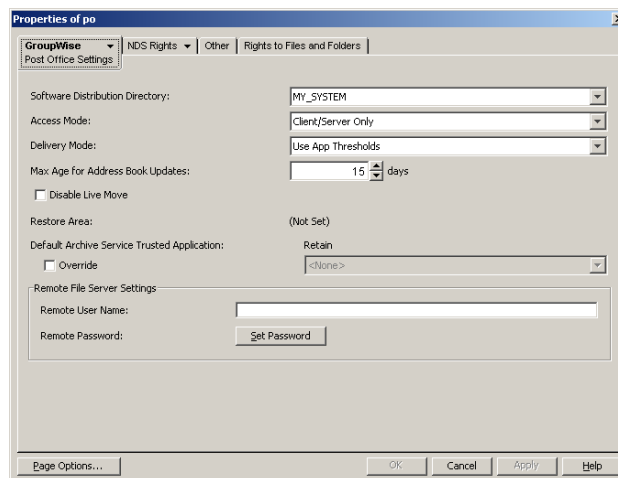 Properties of po
GroupWise NDS Rights Other Rights to Files and Folders
Post Office Settings
Software Distribution Directory: MY_SYSTEM
Access Mode: Client/Server Only
Delivery Mode: Use App Thresholds
Max Age for Address Book Updates: 15 days
Disable Live Move
Restore Area: (Not Set)
Default Archive Service Trusted Application: Retain
Override <None>
Remote File Server Settings
Remote User Name:
Remote Password: Set Password
Page Options... OK Cancel Apply Help